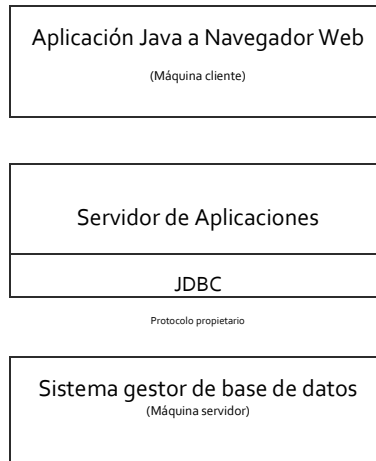 Aplicación Java a Navegador Web
(Máquina cliente)
Servidor de Aplicaciones
JDBC
Protocolo propietario
Sistema gestor de base de datos
(Máquina servidor)